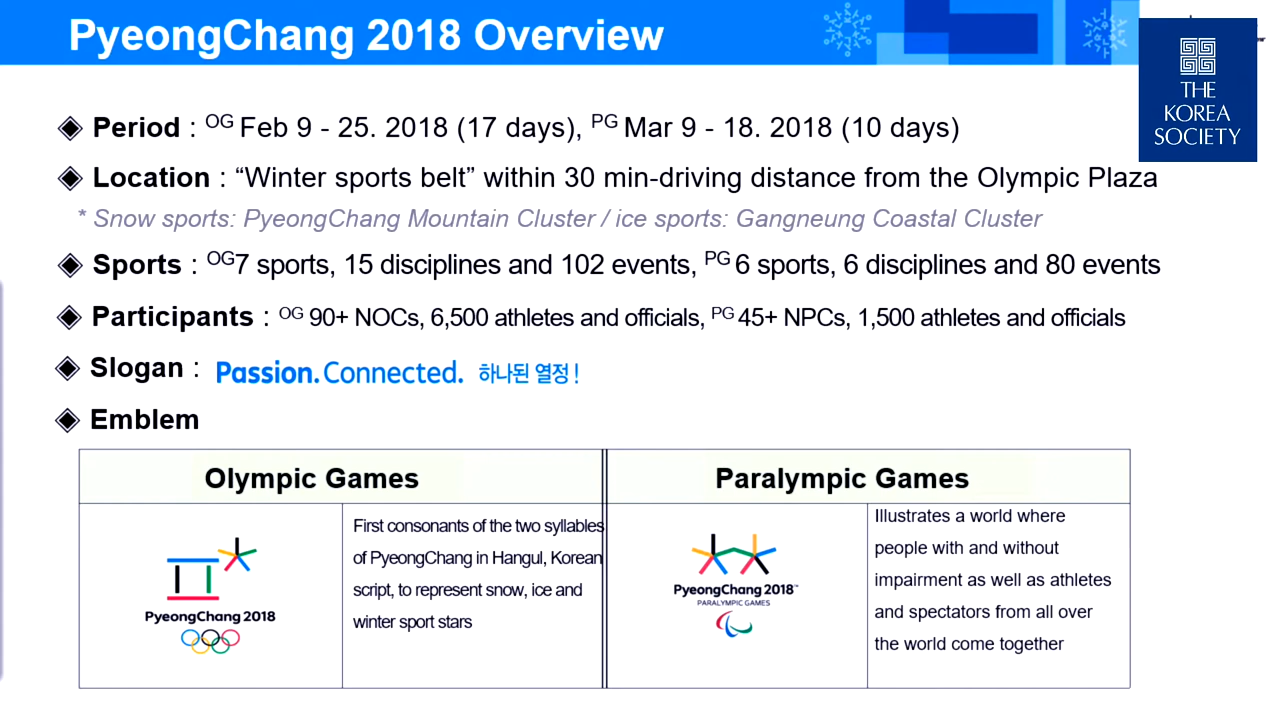 PyeongChang 2018 Overview
THE
KOREA
SOCIETY
Period : OG Feb 9 - 25. 2018 (17 days), PG Mar 9 - 18. 2018 (10 days)
Location : “Winter sports belt” within 30 min-driving distance from the Olympic Plaza
* Snow sports: PyeongChang Mountain Cluster / ice sports: Gangneung Coastal Cluster
Sports : OG7 sports, 15 disciplines and 102 events, PG 6 sports, 6 disciplines and 80 events
Participants : OG 90+ NOCs, 6,500 athletes and officials, PG 45+ NPCs, 1,500 athletes and officials
Slogan : Passion. Connected. 하나된 열정!
Emblem
Olympic Games
Paralympic Games
PyeongChang 2018
First consonants of the two syllables
of PyeongChang in Hangul, Korean
script, to represent snow, ice and
winter sport stars
PyeongChang 2018™
PARALYMPIC GAMES
Illustrates a world where
people with and without
impairment as well as athletes
and spectators from all over
the world come together